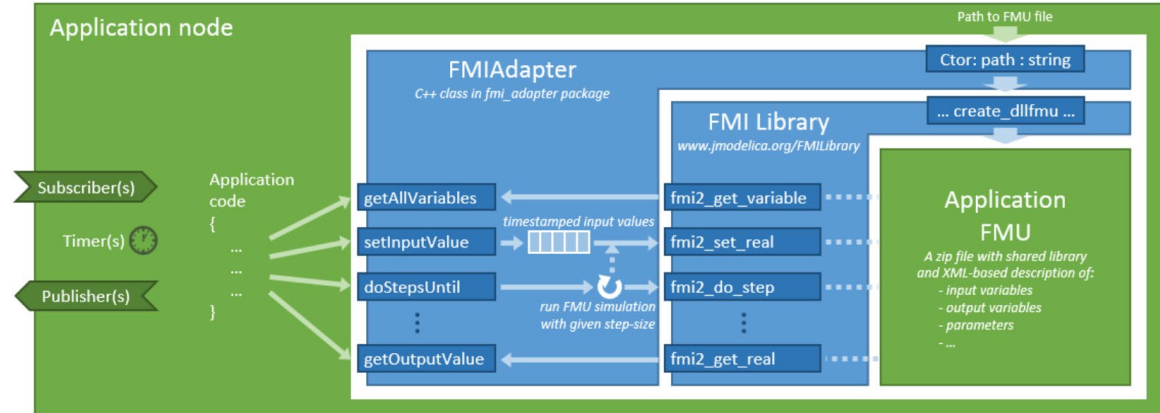 Application node
Path to FMU file
FMIAdapter
C++ class in fmi_adapter package
Ctor: path : string
FMI Library
www.jmodelica.org/FMILibrary
... create_dllfmu ...
Subscriber(s)
Timer(s)
Publisher(s)
Application
code
{
...
...
...
}
getAllVariables
setInputValue
doStepsUntil
getOutputValue
timestamped input values
run FMU simulation
with given step-size
fmi2_get_variable
fmi2_set_real
fmi2_do_step
fmi2_get_real
Application
FMU
A zip file with shared library
and XML-based description of:
- input variables
- output variables
- parameters
- ...